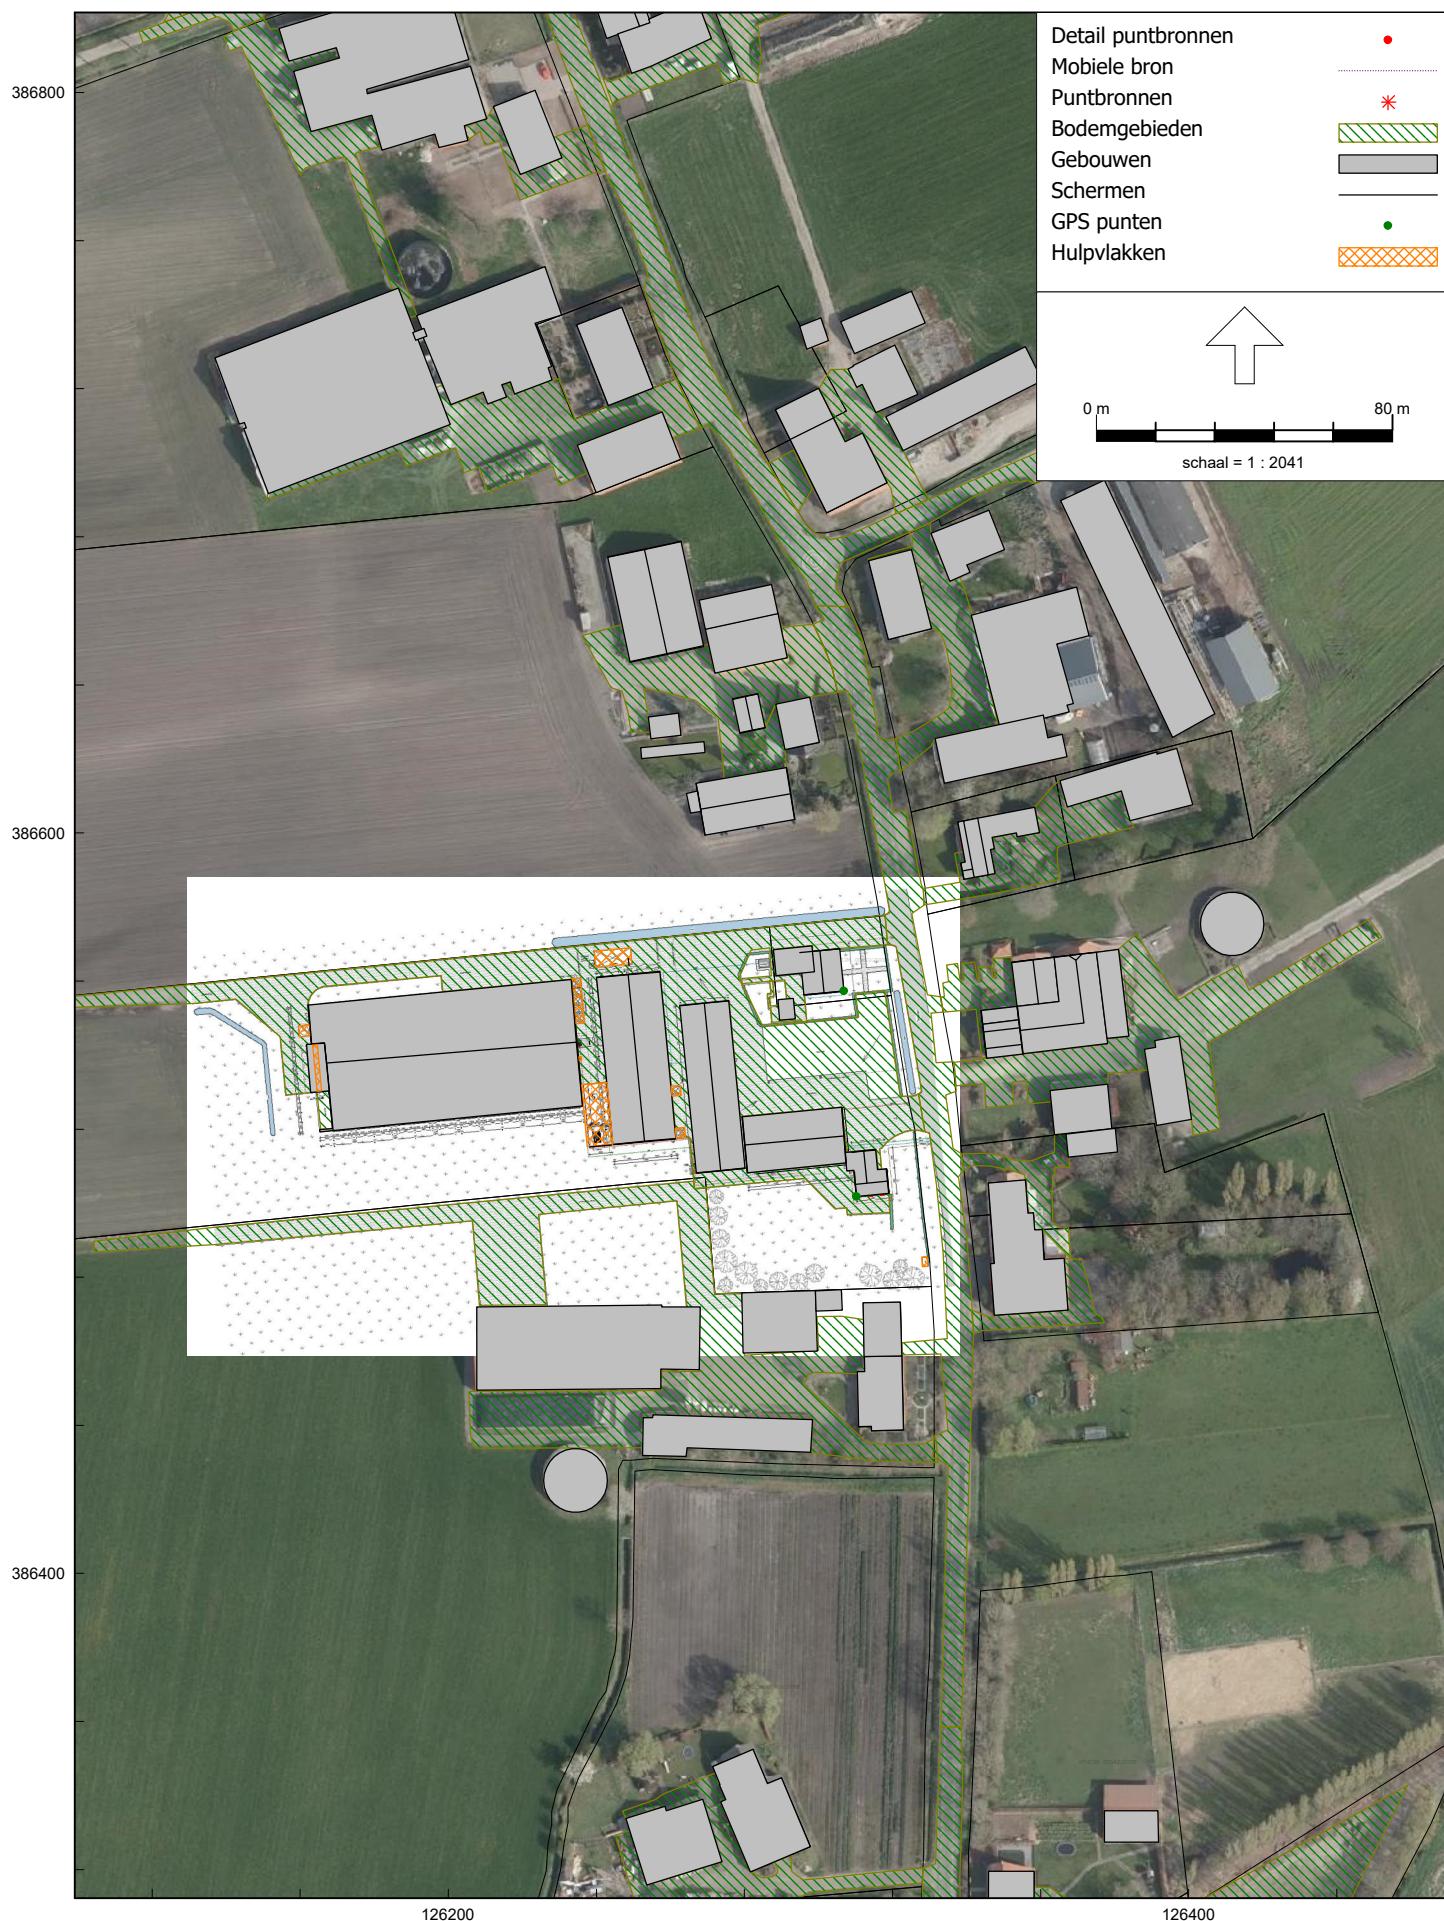 Detail puntbronnen
Mobiele bron
Puntbronnen
Bodemgebieden
Gebouwen
Schermen
GPS punten
Hulpvlakken
0 m 80 m
schaal = 1 : 2041
386800
386600
386400
126200 126400